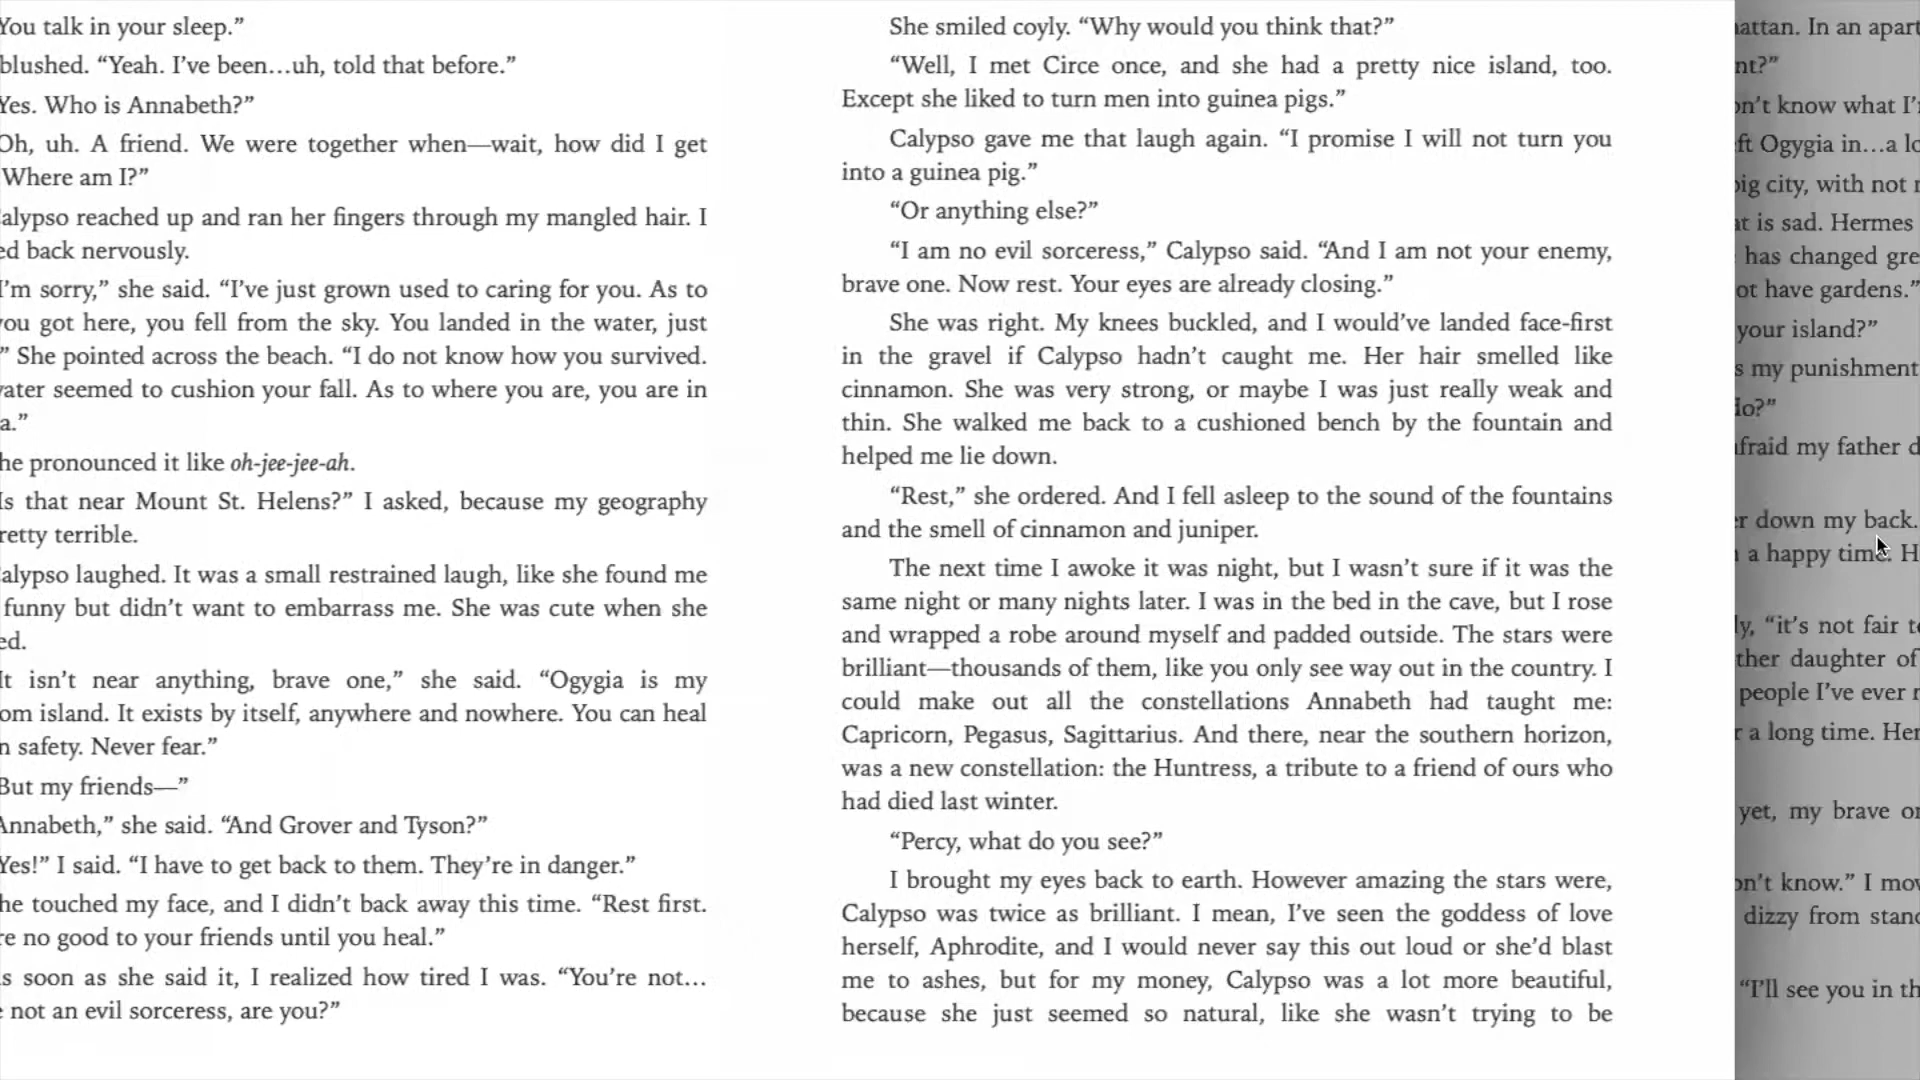 You talk in your sleep.”
blushed. “Yeah. I’ve been…uh, told that before.”
Yes. Who is Annabeth?”
Oh, uh. A friend. We were together when—wait, how did I get
Where am I?”
alypso reached up and ran her fingers through my mangled hair. I
ed back nervously.
I’m sorry,” she said. “I’ve just grown used to caring for you. As to
you got here, you fell from the sky. You landed in the water, just
” She pointed across the beach. “I do not know how you survived.
vater seemed to cushion your fall. As to where you are, you are in
a.”
he pronounced it like oh-jee-jee-ah.
Is that near Mount St. Helens?” I asked, because my geography
retty terrible.
alypso laughed. It was a small restrained laugh, like she found me
funny but didn’t want to embarrass me. She was cute when she
ed.
It isn’t near anything, brave one,” she said. “Ogygia is my
om island. It exists by itself, anywhere and nowhere. You can heal
n safety. Never fear.”
But my friends—”
Annabeth,” she said. “And Grover and Tyson?”
Yes!” I said. “I have to get back to them. They’re in danger.”
he touched my face, and I didn’t back away this time. “Rest first.
re no good to your friends until you heal.”
s soon as she said it, I realized how tired I was. “You’re not…
not an evil sorceress, are you?”
She smiled coyly. “Why would you think that?”
“Well, I met Circe once, and she had a pretty nice island, too.
Except she liked to turn men into guinea pigs.”
Calypso gave me that laugh again. “I promise I will not turn you
into a guinea pig.”
“Or anything else?”
“I am no evil sorceress,” Calypso said. “And I am not your enemy,
brave one. Now rest. Your eyes are already closing.”
She was right. My knees buckled, and I would’ve landed face-first
in the gravel if Calypso hadn’t caught me. Her hair smelled like
cinnamon. She was very strong, or maybe I was just really weak and
thin. She walked me back to a cushioned bench by the fountain and
helped me lie down.
“Rest,” she ordered. And I fell asleep to the sound of the fountains
and the smell of cinnamon and juniper.
The next time I awoke it was night, but I wasn’t sure if it was the
same night or many nights later. I was in the bed in the cave, but I rose
and wrapped a robe around myself and padded outside. The stars were
brilliant—thousands of them, like you only see way out in the country. I
could make out all the constellations Annabeth had taught me:
Capricorn, Pegasus, Sagittarius. And there, near the southern horizon,
was a new constellation: the Huntress, a tribute to a friend of ours who
had died last winter.
“Percy, what do you see?”
I brought my eyes back to earth. However amazing the stars were,
Calypso was twice as brilliant. I mean, I’ve seen the goddess of love
herself, Aphrodite, and I would never say this out loud or she’d blast
me to ashes, but for my money, Calypso was a lot more beautiful,
because she just seemed so natural, like she wasn’t trying to be
attan. In an apart
nt?”
on’t know what I’
ft Ogygia in…a lo
big city, with not
at is sad. Hermes
has changed gre
ot have gardens.”
your island?”
s my punishment
do?”
fraid my father d
r down my back.
a happy time. H
ly, “it’s not fair t
ther daughter of
people I’ve ever
r a long time. Her
yet, my brave o
on’t know.” I mov
dizzy from stand
“I’ll see you in th